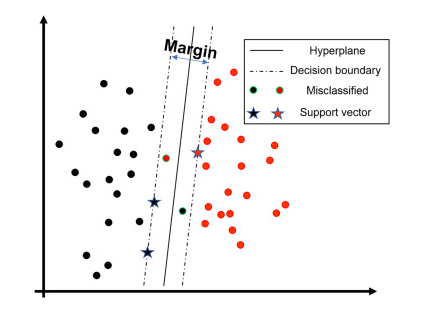 Margin
Hyperplane
Decision boundary
Misclassified
Support vector